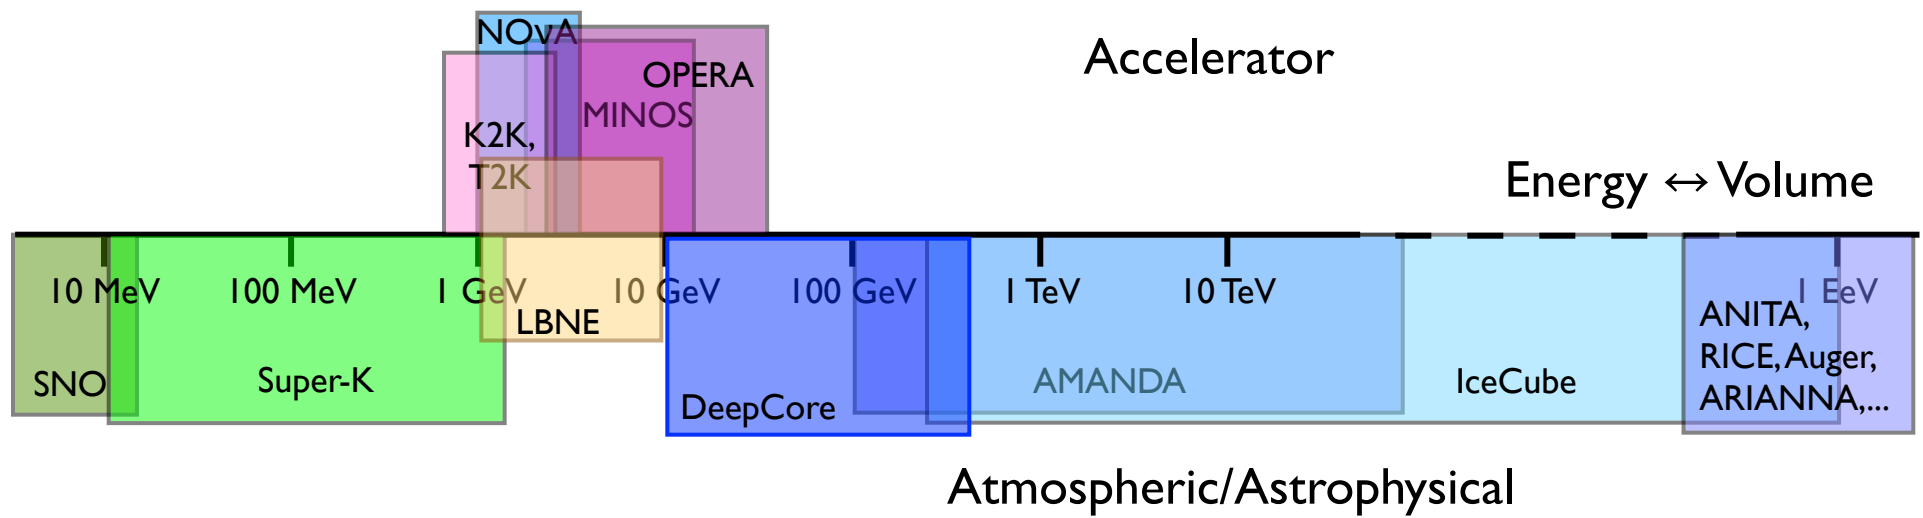 NOvA
Accelerator
OPERA
MINOS
K2K,
T2K
Energy ↔ Volume
10 MeV
100 MeV
1 GeV
10 GeV
100 GeV
1 TeV
10 TeV
1 EeV
LBNE
ANITA,
RICE, Auger,
ARIANNA,...
SNO
Super-K
DeepCore
AMANDA
IceCube
Atmospheric/Astrophysical